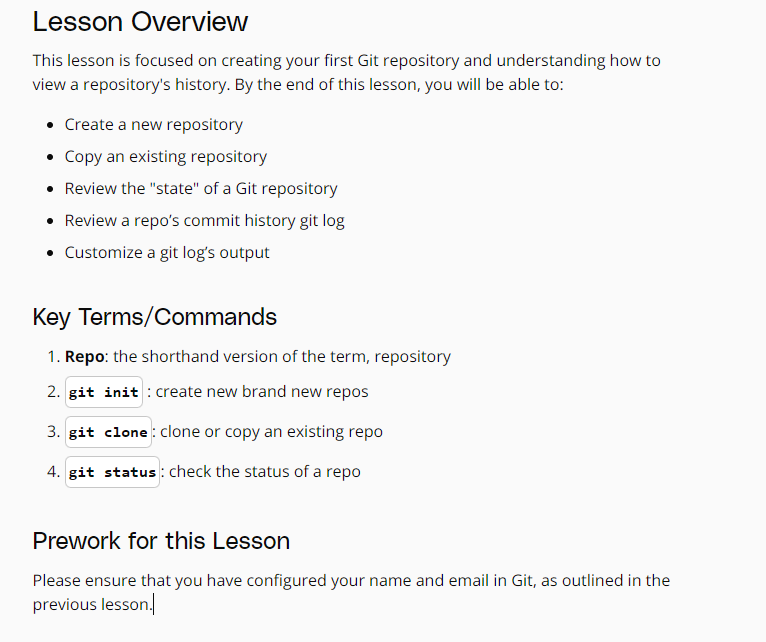 Lesson Overview
This lesson is focused on creating your first Git repository and understanding how to
view a repository's history. By the end of this lesson, you will be able to:
• Create a new repository
• Copy an existing repository
• Review the "state" of a Git repository
• Review a repo’s commit history git log
• Customize a git log’s output
Key Terms/Commands
1. Repo: the shorthand version of the term, repository
2. git init : create new brand new repos
3. git clone: clone or copy an existing repo
4. git status: check the status of a repo
Prework for this Lesson
Please ensure that you have configured your name and email in Git, as outlined in the
previous lesson.